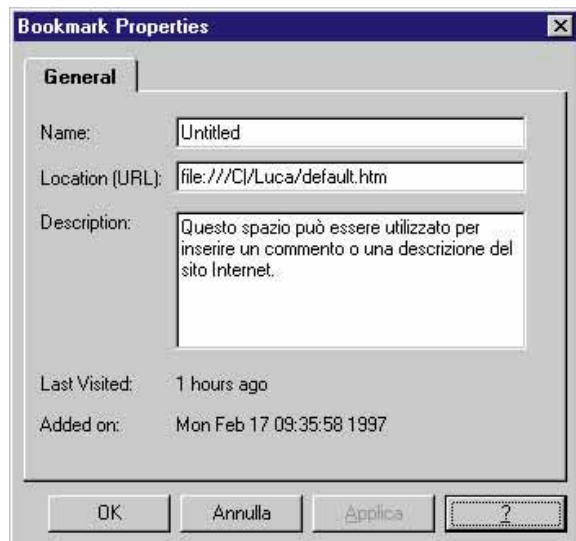 Bookmark Properties
General
Name: Untitled
Location (URL): file:///C|/Luca/default.htm
Description: Questo spazio può essere utilizzato per
inserire un commento o una descrizione del
sito Internet.
Last Visited: 1 hours ago
Added on: Mon Feb 17 09:35:58 1997
OK Annulla Applica ?